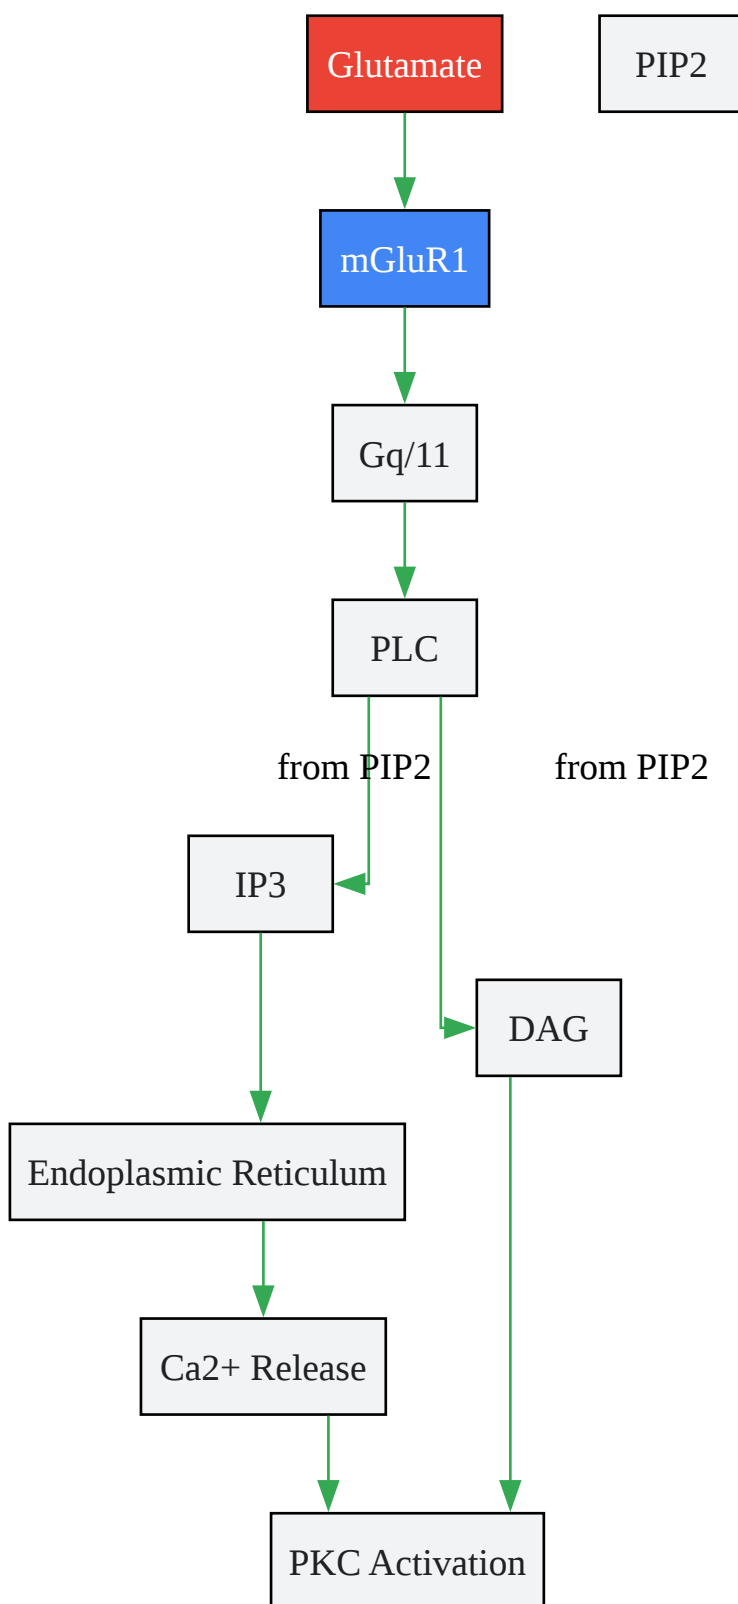 Glutamate
PIP2
mGluR1
Gq/11
PLC
from PIP2
from PIP2
IP3
DAG
Endoplasmic Reticulum
Ca2+ Release
PKC Activation